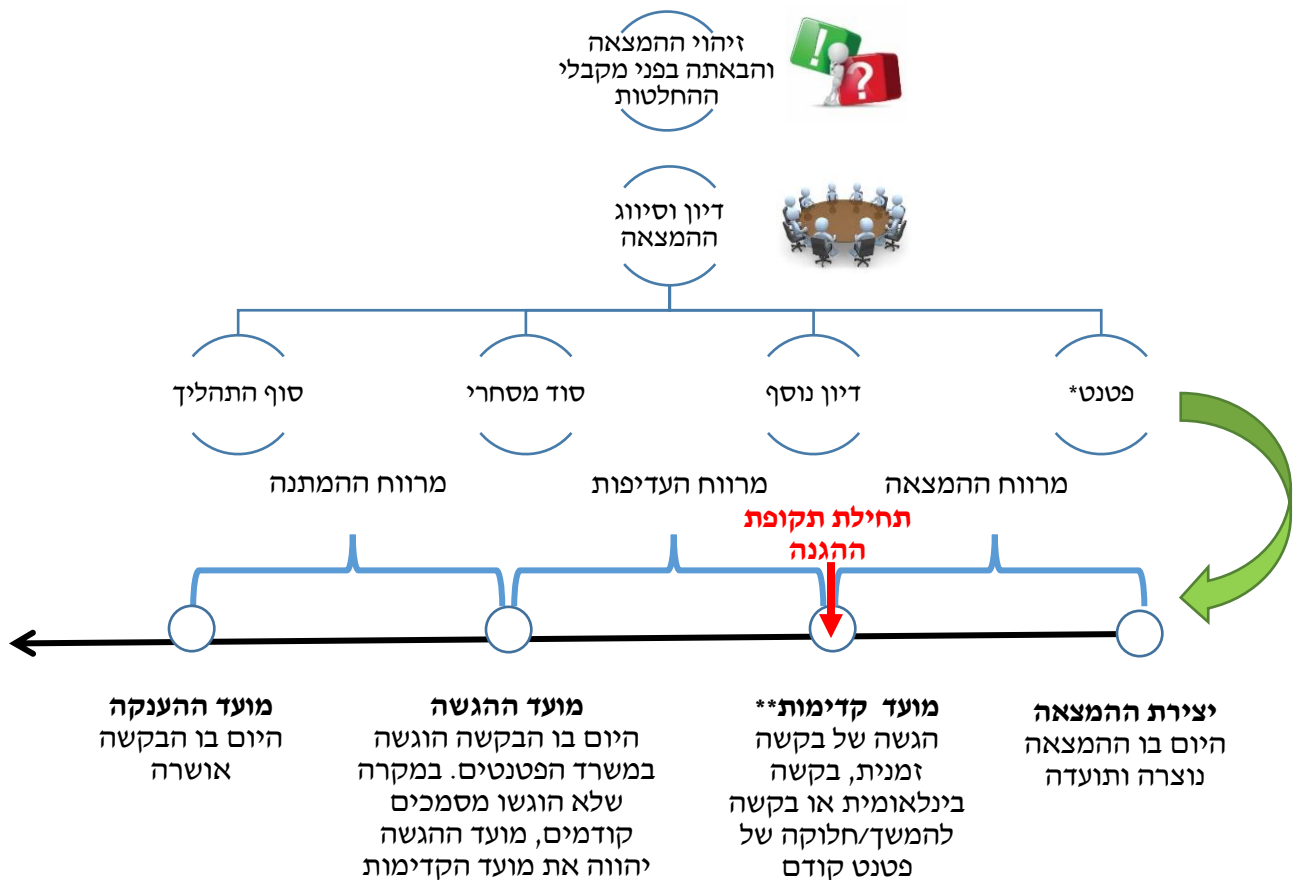 זיהוי ההמצאה
והבאתה בפני מקבלי
ההחלטות
דיון וסיווג
ההמצאה
פטנט*
דיון נוסף
סוד מסחרי
סוף התהליך
מרווח ההמצאה
מרווח העדיפות
מרווח ההמתנה
תחילת תקופת
ההגנה
יצירת ההמצאה
היום בו ההמצאה
נוצרה ותועדה
מועד קדימות**
הגשה של בקשה
זמנית, בקשה
בינלאומית או בקשה
להמשך/חלוקה של
פטנט קודם
מועד ההגשה
היום בו הבקשה הוגשה
במשרד הפטנטים. במקרה
שלא הוגשו מסמכים
קודמים, מועד ההגשה
יהווה את מועד הקדימות
מועד ההענקה
היום בו הבקשה
אושרה
! ?